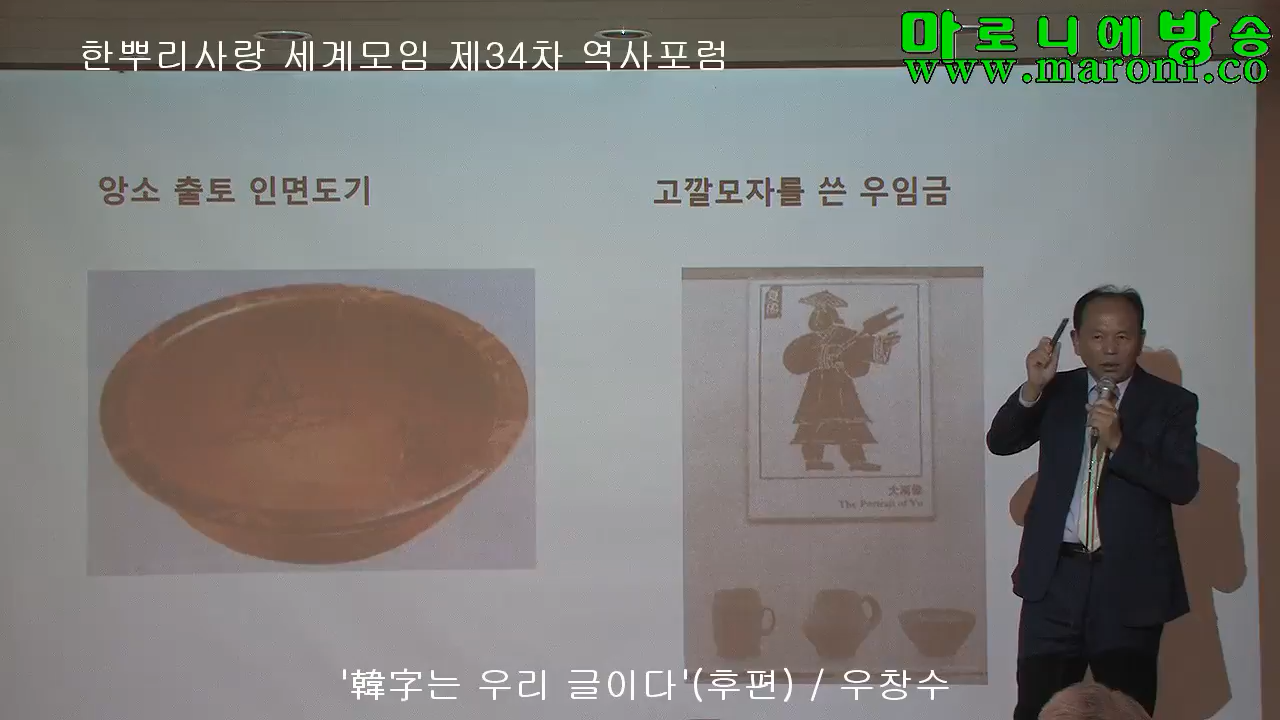 한뿌리사랑 세계모임 제34차 역사포럼
마로니에방송
www.maroni.co
앙소 출토 인면도기
고깔모자를 쓴 우임금
大禹像
The Portrait of Yu
'韓字는 우리 글이다'(후편) / 우창수